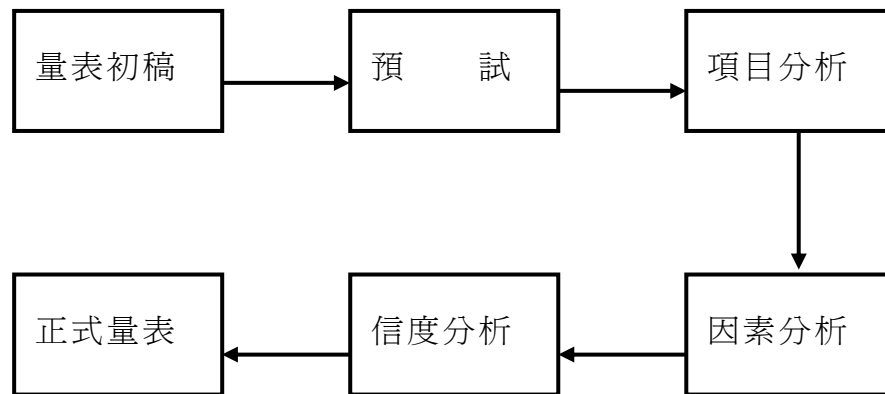 量表初稿
預　　試
項目分析
因素分析
信度分析
正式量表